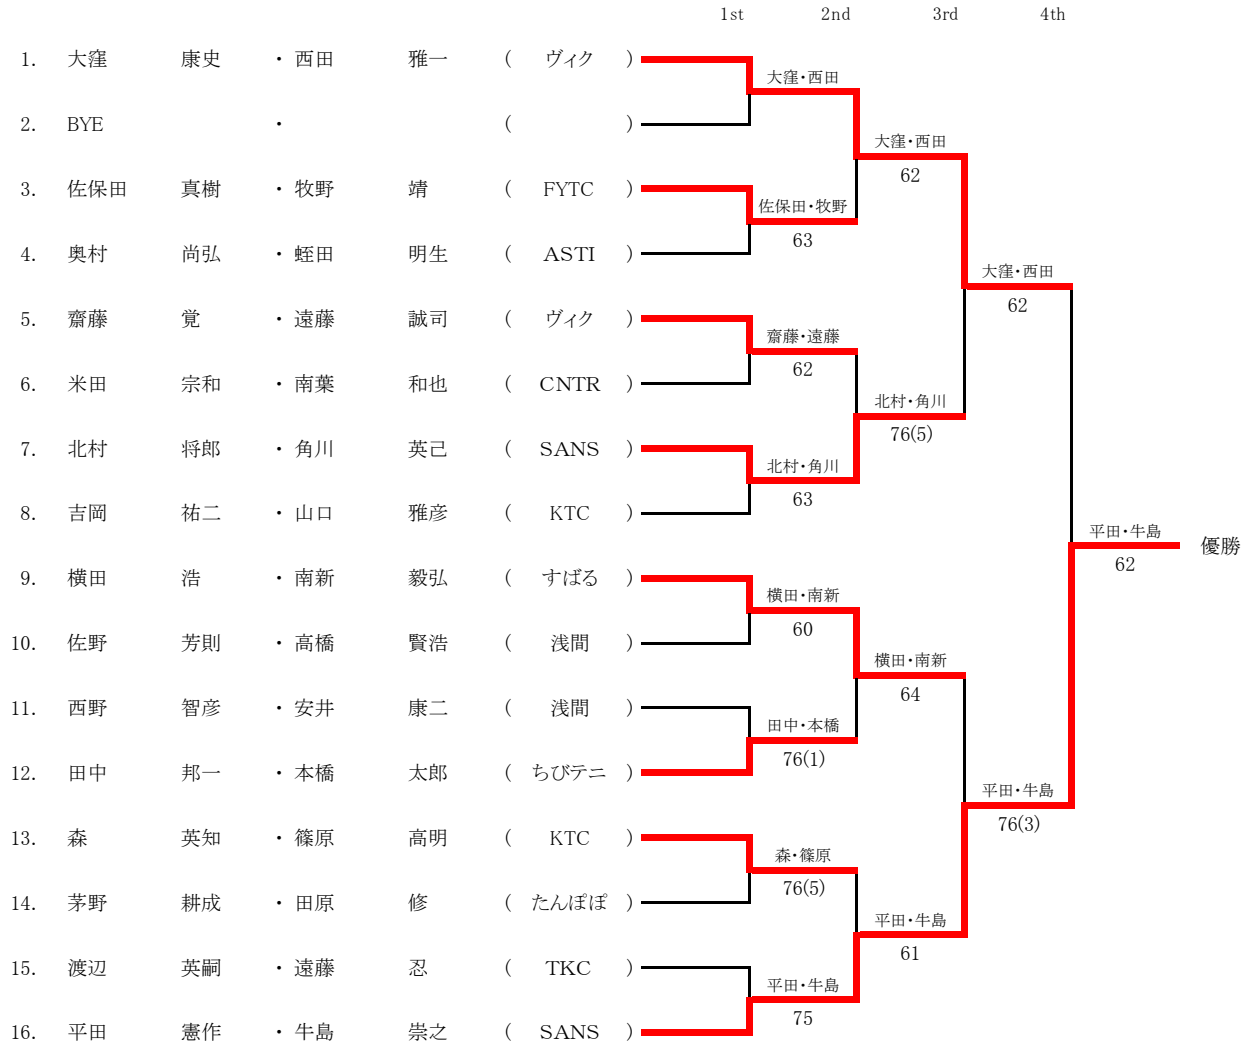 1st 2nd 3rd 4th
1. 大窪 康史 ・ 西田 雅一 ( ヴィク )
大窪・西田
2. BYE ・ ( )
大窪・西田
62
3. 佐保田 真樹 ・ 牧野 靖 ( FYTC )
佐保田・牧野
63
4. 奥村 尚弘 ・ 蛭田 明生 ( ASTI )
大窪・西田
62
5. 齋藤 覚 ・ 遠藤 誠司 ( ヴィク )
齋藤・遠藤
62
6. 米田 宗和 ・ 南葉 和也 ( CNTR )
北村・角川
76(5)
7. 北村 将郎 ・ 角川 英己 ( SANS )
北村・角川
63
8. 吉岡 祐二 ・ 山口 雅彦 ( KTC )
平田・牛島
優勝
62
9. 横田 浩 ・ 南新 毅弘 ( すばる )
横田・南新
60
10. 佐野 芳則 ・ 高橋 賢浩 ( 浅間 )
横田・南新
64
11. 西野 智彦 ・ 安井 康二 ( 浅間 )
田中・本橋
76(1)
12. 田中 邦一 ・ 本橋 太郎 ( ちびテニ )
平田・牛島
76(3)
13. 森 英知 ・ 篠原 高明 ( KTC )
森・篠原
76(5)
14. 茅野 耕成 ・ 田原 修 ( たんぽぽ )
平田・牛島
61
15. 渡辺 英嗣 ・ 遠藤 忍 ( TKC )
平田・牛島
75
16. 平田 憲作 ・ 牛島 崇之 ( SANS )